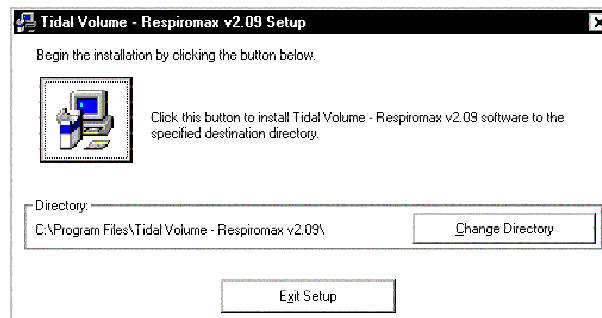 Tidal Volume - Respiromax v2.09 Setup
Begin the installation by clicking the button below.
Click this button to install Tidal Volume - Respiromax v2.09 software to the
specified destination directory.
Directory:
C:\Program Files\Tidal Volume - Respiromax v2.09\
Change Directory
Exit Setup